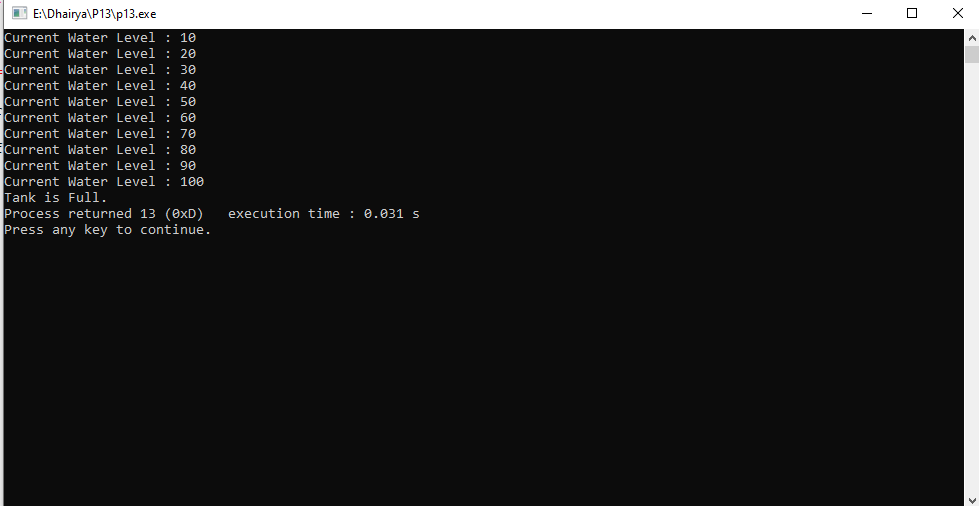 E:\Dhairya\P13\p13.exe
Current Water Level : 10
Current Water Level : 20
Current Water Level : 30
Current Water Level : 40
Current Water Level : 50
Current Water Level : 60
Current Water Level : 70
Current Water Level : 80
Current Water Level : 90
Current Water Level : 100
Tank is Full.
Process returned 13 (0xD)   execution time : 0.031 s
Press any key to continue.